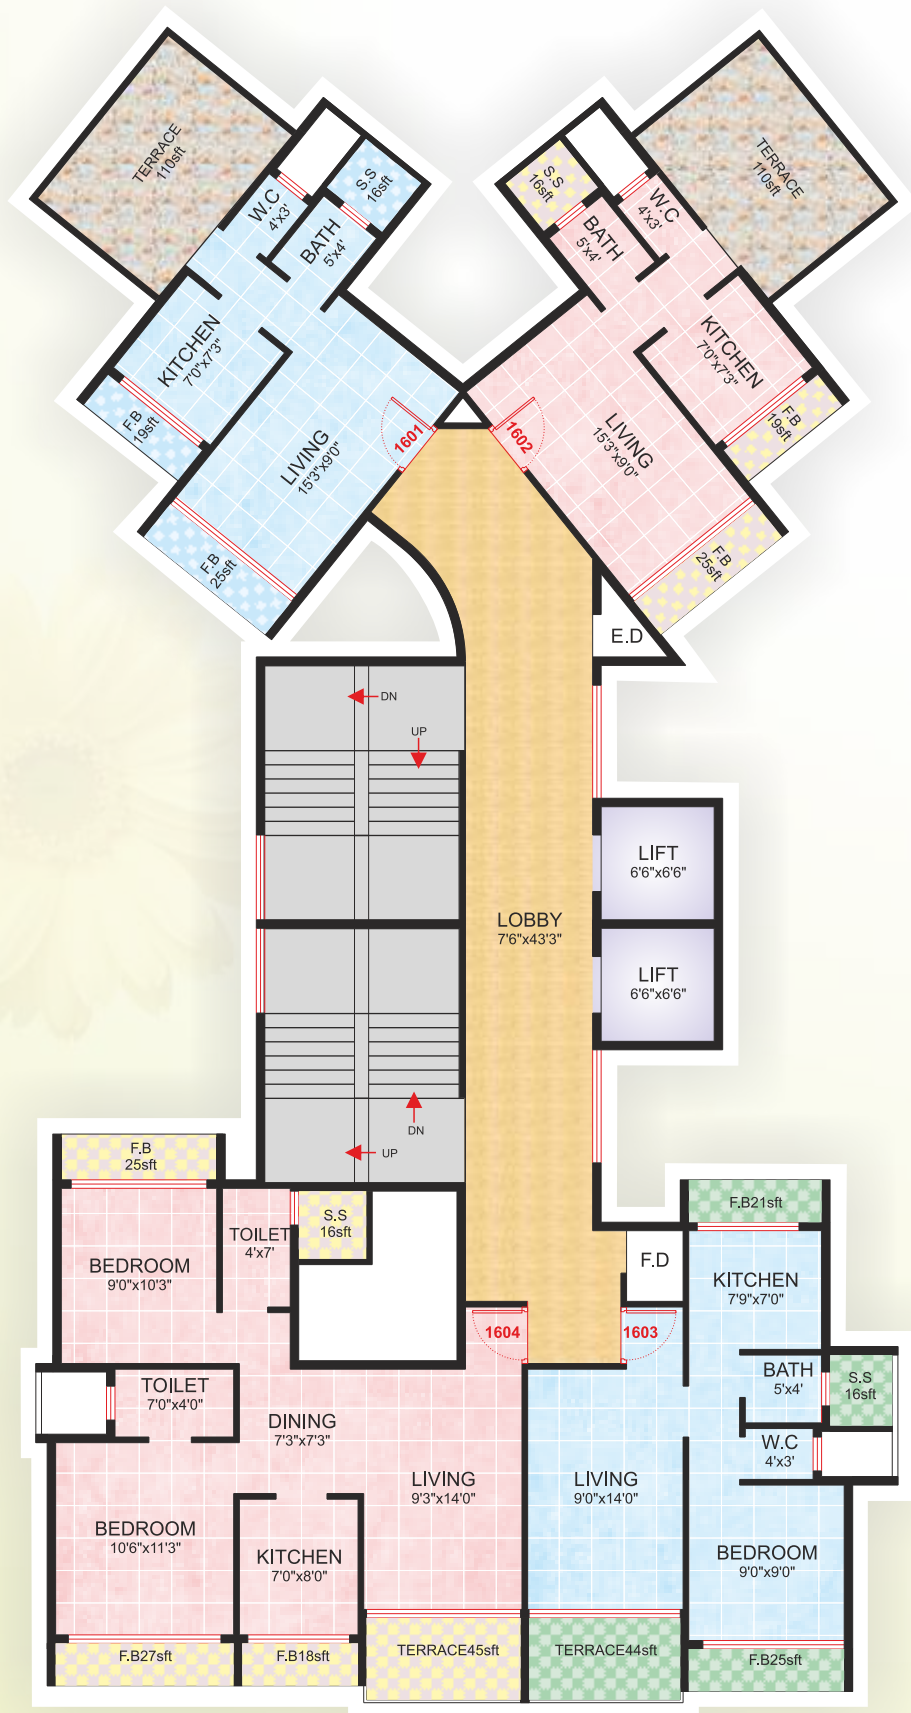 TERRACE
110sft
W.C
4'x3'
S.S
16sft
BATH
5'x4'
KITCHEN
7'0"x7'3"
F.B
19sft
LIVING
15'3"x9'0"
1601
F.B
25sft
TERRACE
110sft
S.S
16sft
W.C
4'x3'
BATH
5'x4'
KITCHEN
7'0"x7'3"
F.B
19sft
LIVING
15'3"x9'0"
1602
F.B
25sft
E.D
DN
UP
LIFT
6'6"x6'6"
LOBBY
7'6"x43'3"
LIFT
6'6"x6'6"
DN
UP
F.B
25sft
BEDROOM
9'0"x10'3"
TOILET
4'x7'
S.S
16sft
F.D
F.B21sft
KITCHEN
7'9"x7'0"
1604
1603
TOILET
7'0"x4'0"
DINING
7'3"x7'3"
BATH
5'x4'
S.S
16sft
W.C
4'x3'
LIVING
9'3"x14'0"
LIVING
9'0"x14'0"
BEDROOM
10'6"x11'3"
KITCHEN
7'0"x8'0"
BEDROOM
9'0"x9'0"
F.B27sft
F.B18sft
TERRACE45sft
TERRACE44sft
F.B25sft